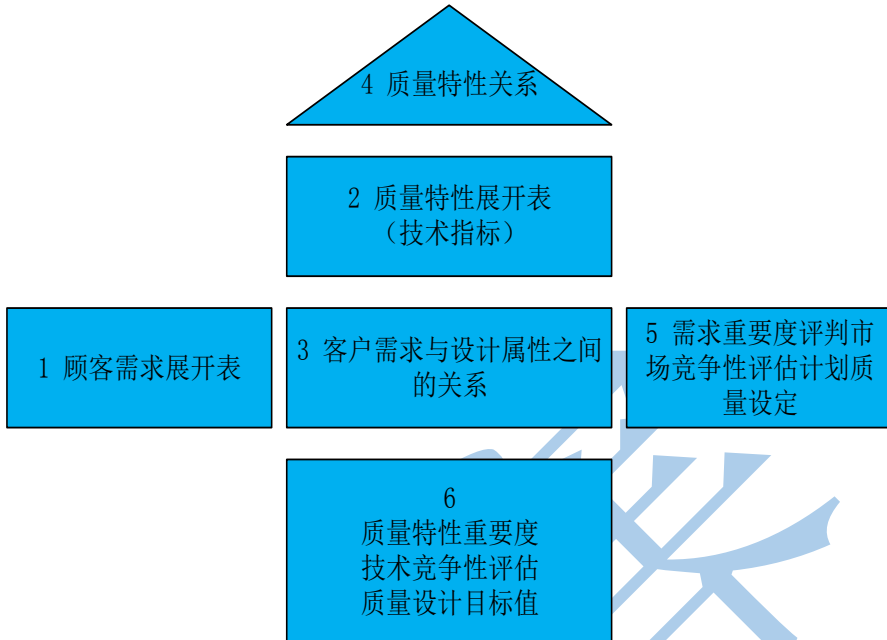 4 质量特性关系
2 质量特性展开表
（技术指标）
1 顾客需求展开表
3 客户需求与设计属性之间
的关系
5 需求重要度评判市
场竞争性评估计划质
量设定
6
质量特性重要度
技术竞争性评估
质量设计目标值